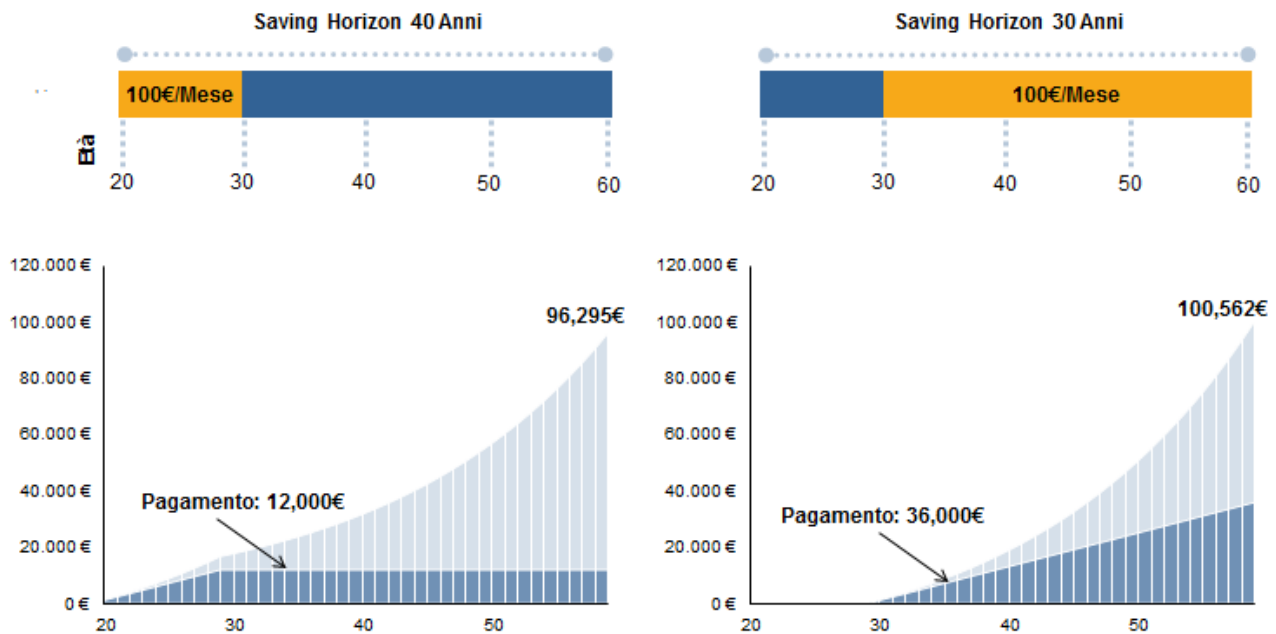 Saving Horizon 40 Anni
100€/Mese
Età
20 30 40 50 60
120.000 €
100.000 €
80.000 €
60.000 €
40.000 €
20.000 €
0 €
96,295€
Pagamento: 12,000€
20 30 40 50
Saving Horizon 30 Anni
100€/Mese
20 30 40 50 60
120.000 €
100.000 €
80.000 €
60.000 €
40.000 €
20.000 €
0 €
100,562€
Pagamento: 36,000€
20 30 40 50